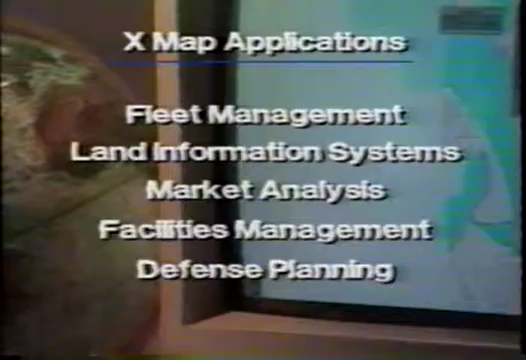 X Map Applications
Fleet Management
Land Information Systems
Market Analysis
Facilities Management
Defense Planning